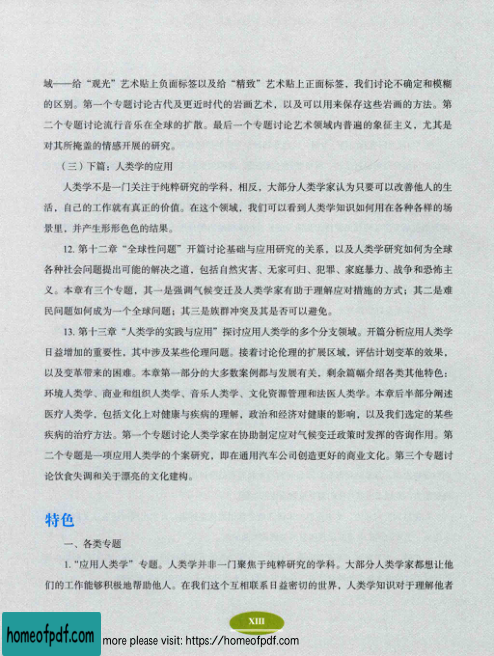 域——给“观光”艺术贴上负面标签以及给“精致”艺术贴上正面标签，我们讨论不确定和模糊
的区别。第一个专题讨论古代及更近时代的岩画艺术，以及可以用来保存这些岩画的方法。第
二个专题讨论流行音乐在全球的扩散。最后一个专题讨论艺术领域内普遍的象征主义，尤其是
对其所掩盖的情感开展的研究。
（三）下篇：人类学的应用
人类学不是一门关注于纯粹研究的学科，相反，大部分人类学家认为只要可以改善他人的生
活，自己的工作就有真正的价值。在这个领域，我们可以看到人类学知识如何用在各种各样的场
景里，并产生形形色色的结果。
12. 第十二章“全球性问题”开篇讨论基础与应用研究的关系，以及人类学研究如何为全球
各种社会问题提出可能的解决之道，包括自然灾害、无家可归、犯罪、家庭暴力、战争和恐怖主
义。本章有三个专题，其一是强调气候变迁及人类学家有助于理解应对措施的方式；其二是难
民问题如何成为一个全球问题；其三是族群冲突及其是否可以避免。
13. 第十三章“人类学的实践与应用”探讨应用人类学的多个分支领域。开篇分析应用人类学
日益增加的重要性，其中涉及某些伦理问题。接着讨论伦理的扩展区域，评估计划变革的效果，
以及变革带来的困难。本章第一部分的大多数案例都与发展有关，剩余篇幅介绍各类其他特色：
环境人类学、商业和组织人类学、音乐人类学、文化资源管理和法医人类学。本章后半部分阐述
医疗人类学，包括文化上对健康与疾病的理解，政治和经济对健康的影响，以及我们选定的某些
疾病的治疗方法。第一个专题讨论人类学家在协助制定应对气候变迁政策时发挥的咨询作用。第
二个专题是一项应用人类学的个案研究，即在通用汽车公司创造更好的商业文化。第三个专题讨
论饮食失调和关于漂亮的文化建构。
特色
一、各类专题
1.“应用人类学”专题。人类学并非一门聚焦于纯粹研究的学科。大部分人类学家都想让他
们的工作能够积极地帮助他人。在我们这个互相联系日益密切的世界，人类学知识对于理解他者
XIII
homeofpdf.com
more please visit: https://homeofpdf.com